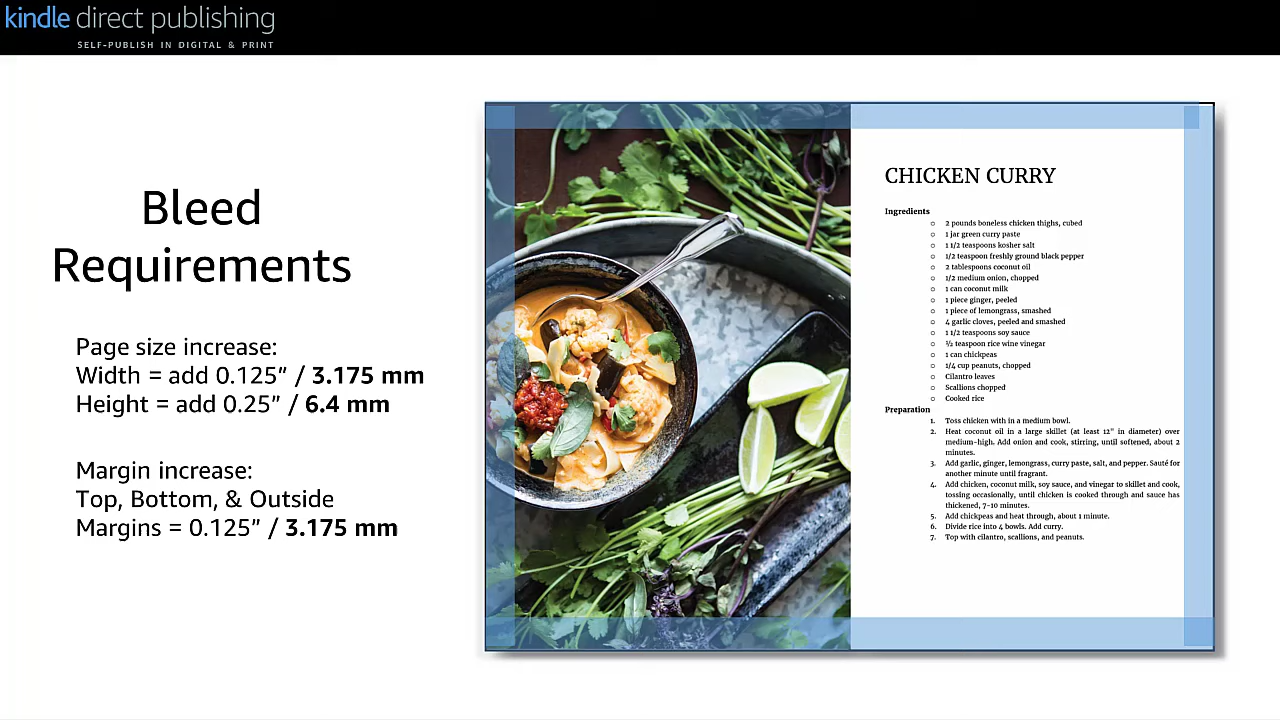 kindle direct publishing
SELF-PUBLISH IN DIGITAL & PRINT
Bleed
Requirements
Page size increase:
Width = add 0.125” / 3.175 mm
Height = add 0.25” / 6.4 mm
Margin increase:
Top, Bottom, & Outside
Margins = 0.125” / 3.175 mm
CHICKEN CURRY
Ingredients
o 2 pounds boneless chicken thighs, cubed
o 1 jar green curry paste
o 1 1/2 teaspoons kosher salt
o 1/2 teaspoon freshly ground black pepper
o 2 tablespoons coconut oil
o 1/2 medium onion, chopped
o 1 can coconut milk
o 1 piece ginger, peeled
o 1 piece of lemongrass, smashed
o 4 garlic cloves, peeled and smashed
o 1 1/2 teaspoons soy sauce
o ½ teaspoon rice wine vinegar
o 1 can chickpeas
o 1/4 cup peanuts, chopped
o Cilantro leaves
o Scallions chopped
o Cooked rice
Preparation
1. Toss chicken with in a medium bowl.
2. Heat coconut oil in a large skillet (at least 12" in diameter) over
medium-high. Add onion and cook, stirring, until softened, about 2
minutes.
3. Add garlic, ginger, lemongrass, curry paste, salt, and pepper. Sauté for
another minute until fragrant.
4. Add chicken, coconut milk, soy sauce, and vinegar to skillet and cook,
tossing occasionally, until chicken is cooked through and sauce has
thickened, 7-10 minutes.
5. Add chickpeas and heat through, about 1 minute.
6. Divide rice into 4 bowls. Add curry.
7. Top with cilantro, scallions, and peanuts.